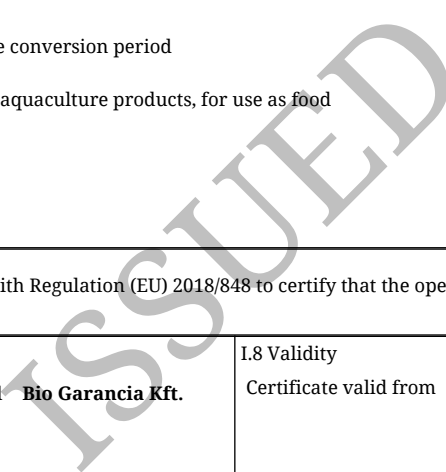 e conversion period
aquaculture products, for use as food
ith Regulation (EU) 2018/848 to certify that the ope
I.8 Validity
Certificate valid from
Bio Garancia Kft.
ISSUED